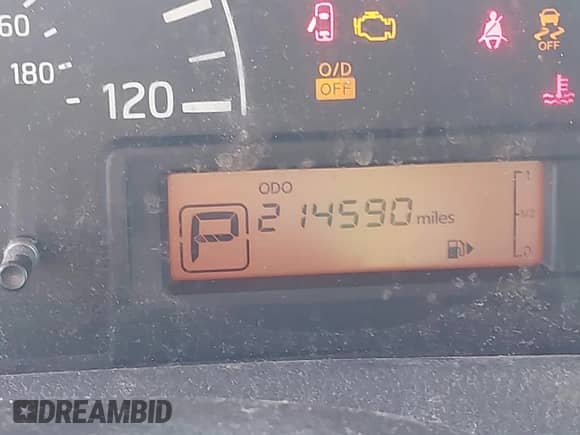 60
180
120
O/D
OFF
OFF
ODO
P
214590 miles
1
1/2
0
DREAMBID